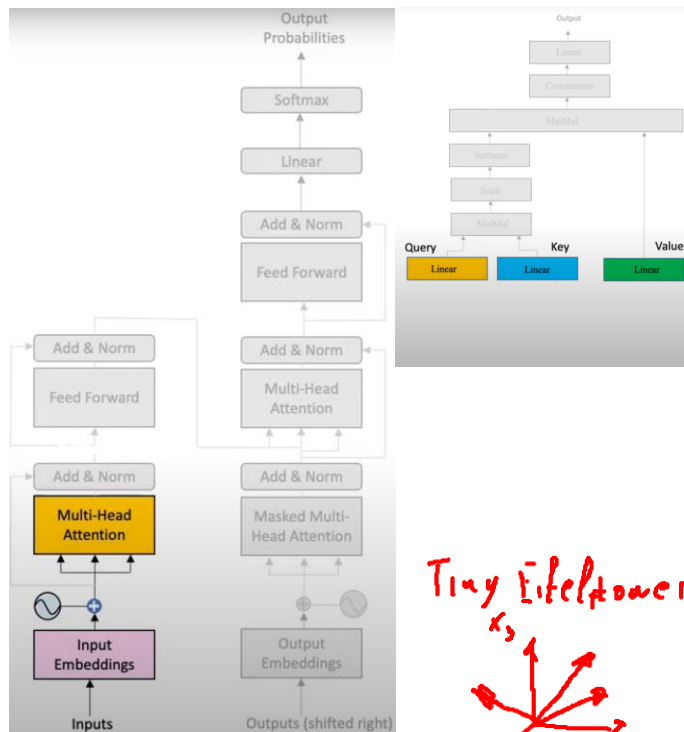 Output
Probabilities
Softmax
Linear
Add & Norm
Feed Forward
Add & Norm
Multi-Head
Attention
Add & Norm
Masked Multi-
Head Attention
Output
Embeddings
Outputs (shifted right)
Add & Norm
Feed Forward
Add & Norm
Multi-Head
Attention
Input
Embeddings
Inputs
Output
Linear
Concatenate
MatMul
Softmax
Scale
MatMul
Query
Key
Value
Linear
Linear
Linear
Tiny Eifeltower
x₃